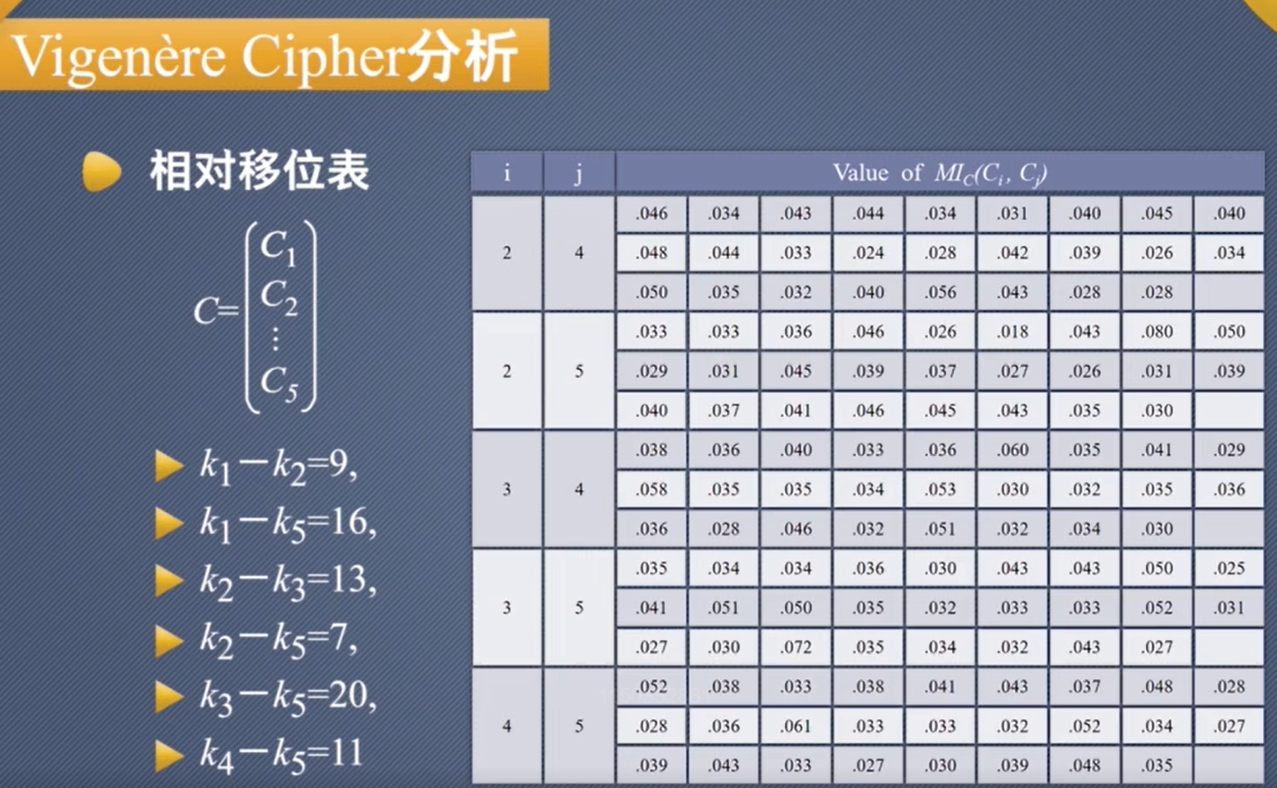 Vigenère Cipher分析
相对移位表
C=
C1
C2
⋮
C5
k1－k2=9,
k1－k5=16,
k2－k3=13,
k2－k5=7,
k3－k5=20,
k4－k5=11
i j Value of MIC(Ci, Cj)
2 4
.046 .034 .043 .044 .034 .031 .040 .045 .040
.048 .044 .033 .024 .028 .042 .039 .026 .034
.050 .035 .032 .040 .056 .043 .028 .028
2 5
.033 .033 .036 .046 .026 .018 .043 .080 .050
.029 .031 .045 .039 .037 .027 .026 .031 .039
.040 .037 .041 .046 .045 .043 .035 .030
3 4
.038 .036 .040 .033 .036 .060 .035 .041 .029
.058 .035 .035 .034 .053 .030 .032 .035 .036
.036 .028 .046 .032 .051 .032 .034 .030
3 5
.035 .034 .034 .036 .030 .043 .043 .050 .025
.041 .051 .050 .035 .032 .033 .033 .052 .031
.027 .030 .072 .035 .034 .032 .043 .027
4 5
.052 .038 .033 .038 .041 .043 .037 .048 .028
.028 .036 .061 .033 .033 .032 .052 .034 .027
.039 .043 .033 .027 .030 .039 .048 .035